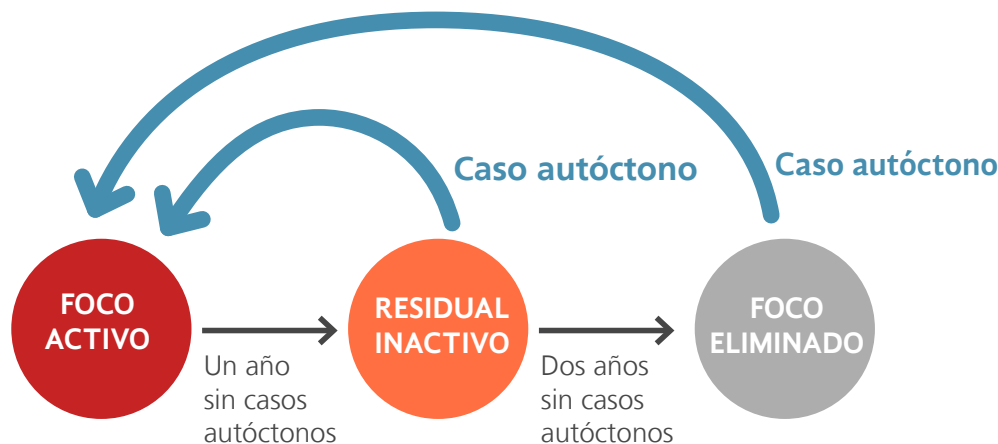 Caso autóctono
Caso autóctono
FOCO
ACTIVO
Un año
sin casos
autóctonos
RESIDUAL
INACTIVO
Dos años
sin casos
autóctonos
FOCO
ELIMINADO